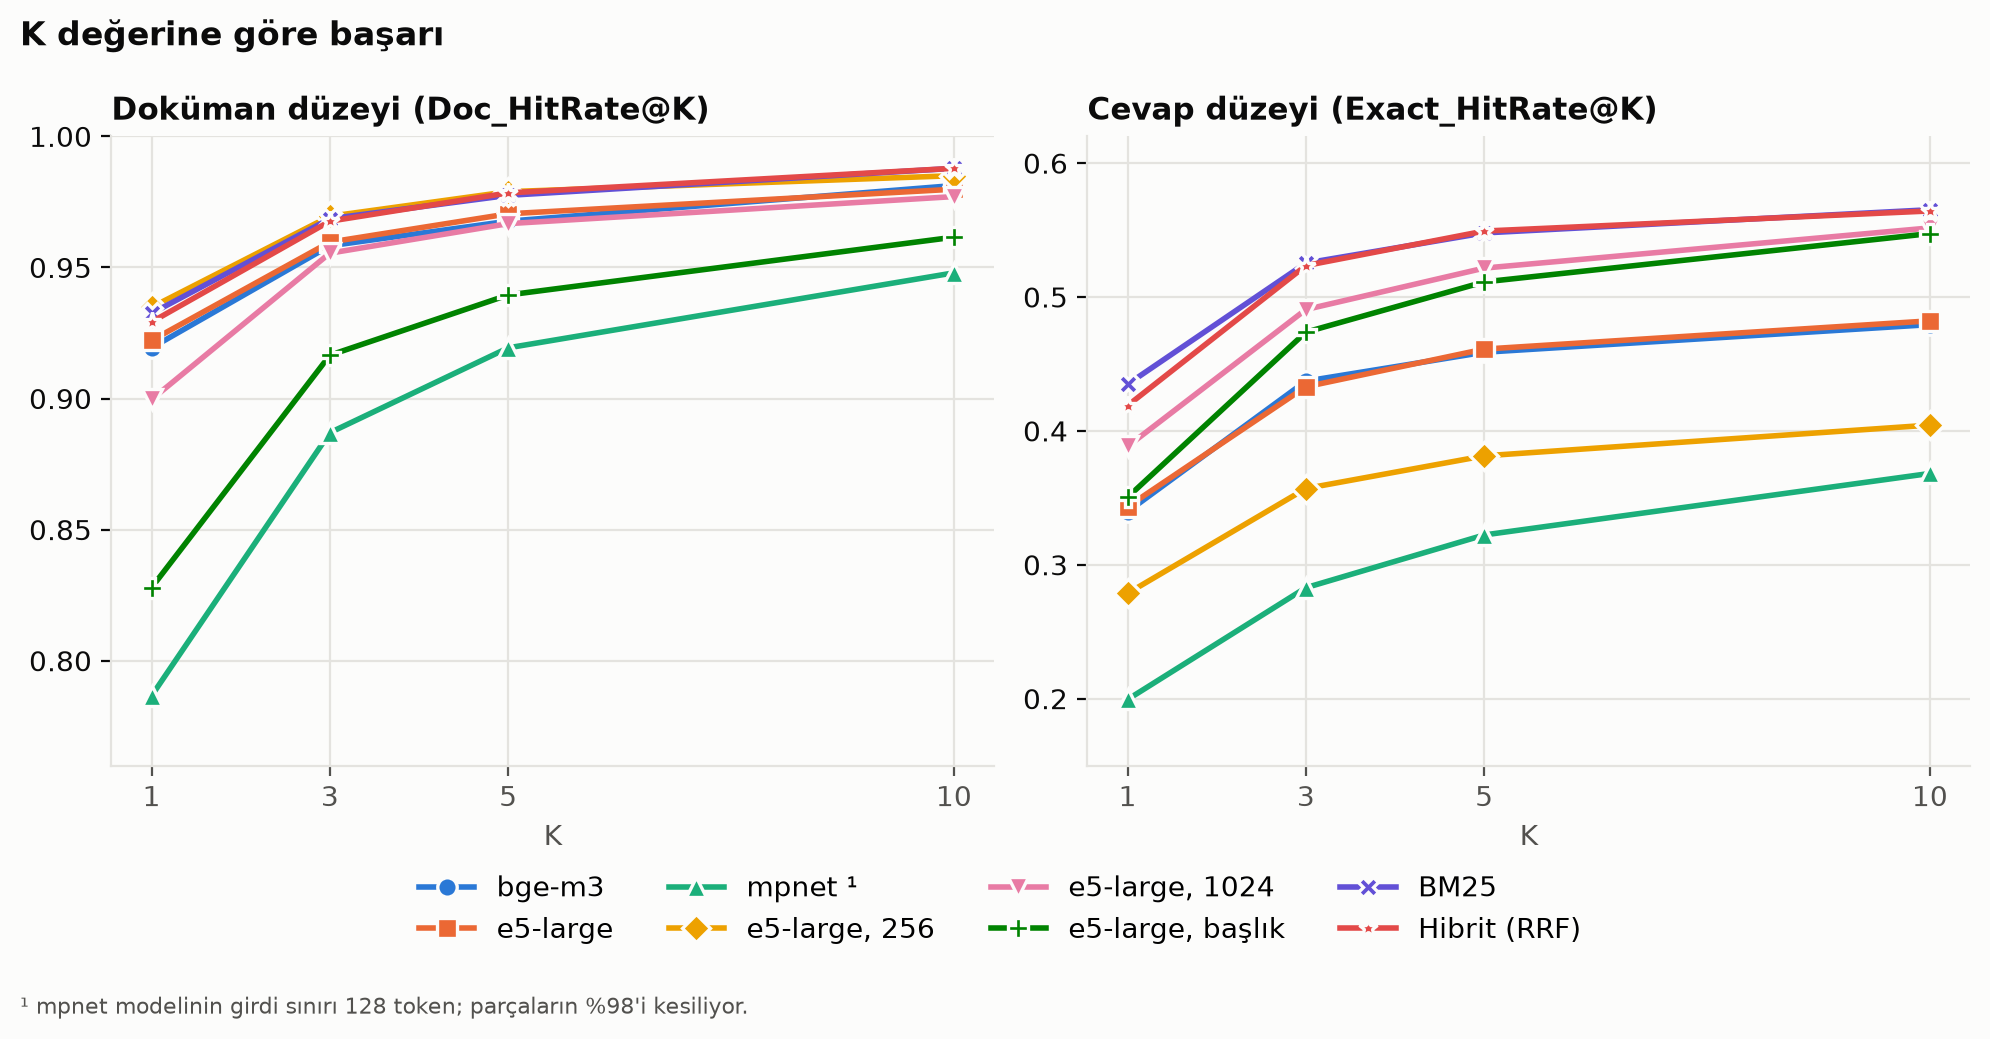 K değerine göre başarı
Doküman düzeyi (Doc_HitRate@K)
1.00
0.95
0.90
0.85
0.80
1 3 5 10
K
Cevap düzeyi (Exact_HitRate@K)
0.6
0.5
0.4
0.3
0.2
1 3 5 10
K
bge-m3 mpnet ¹ e5-large, 1024 BM25
e5-large e5-large, 256 e5-large, başlık Hibrit (RRF)
¹ mpnet modelinin girdi sınırı 128 token; parçaların %98'i kesiliyor.